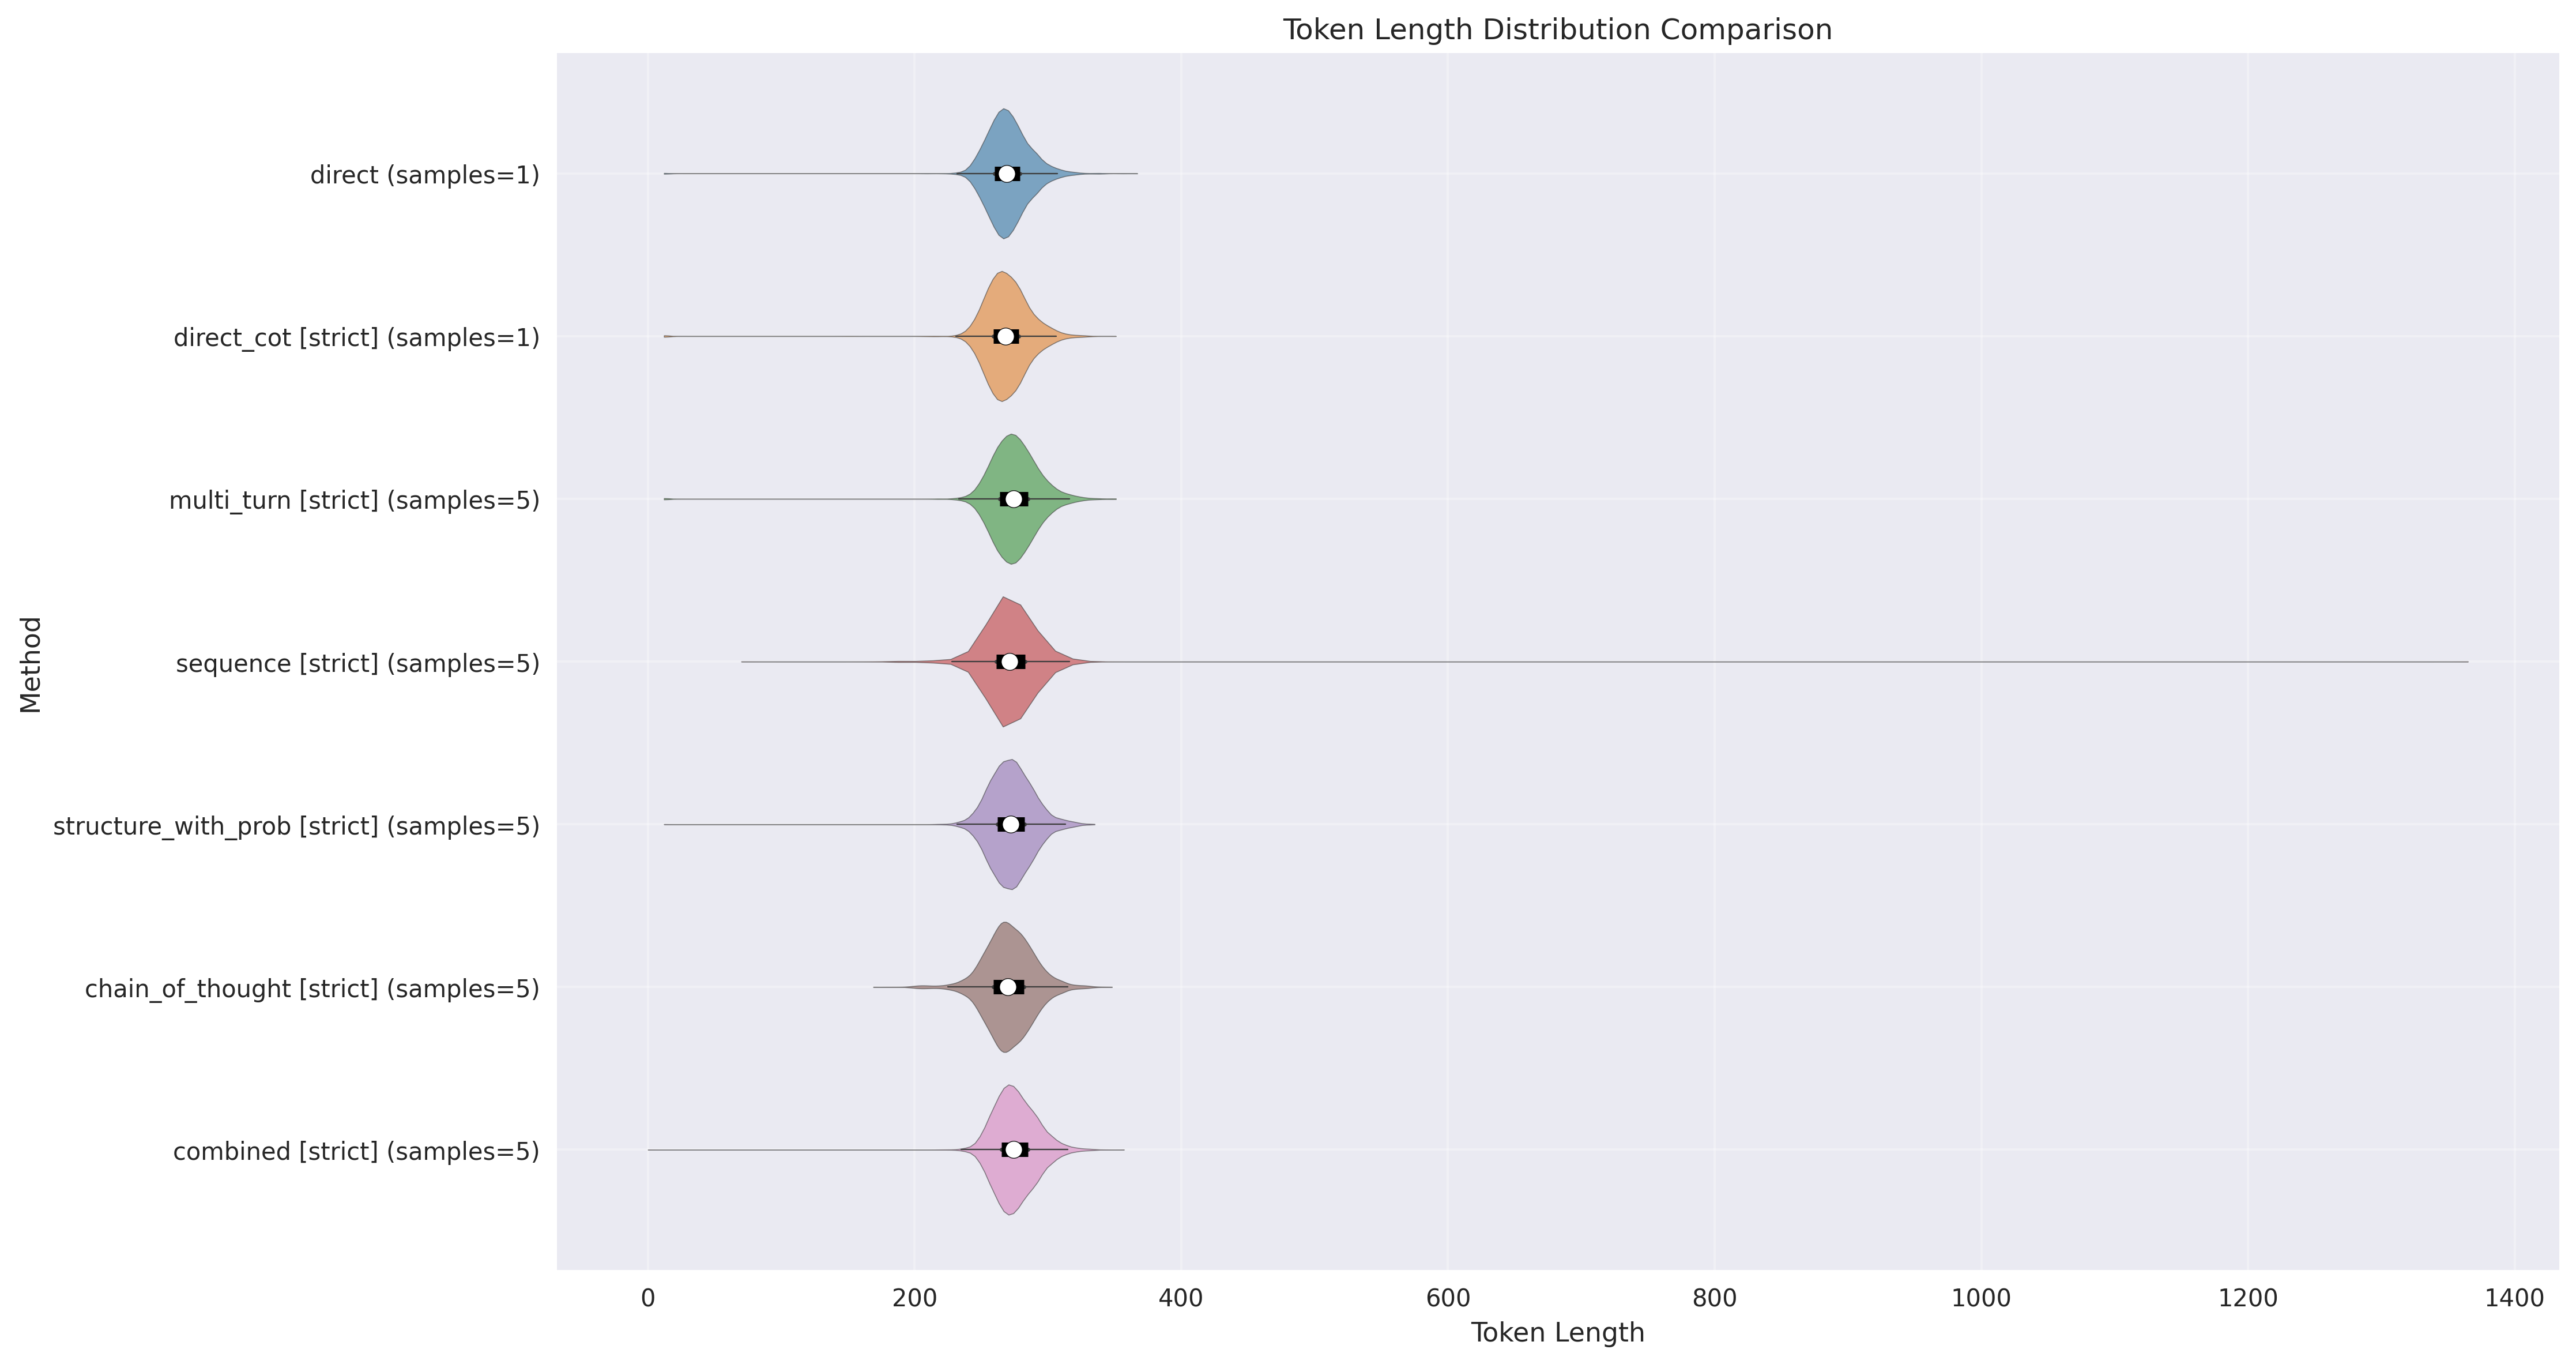 Token Length Distribution Comparison
direct (samples=1)
direct_cot [strict] (samples=1)
multi_turn [strict] (samples=5)
sequence [strict] (samples=5)
structure_with_prob [strict] (samples=5)
chain_of_thought [strict] (samples=5)
combined [strict] (samples=5)
Method
0 200 400 600 800 1000 1200 1400
Token Length